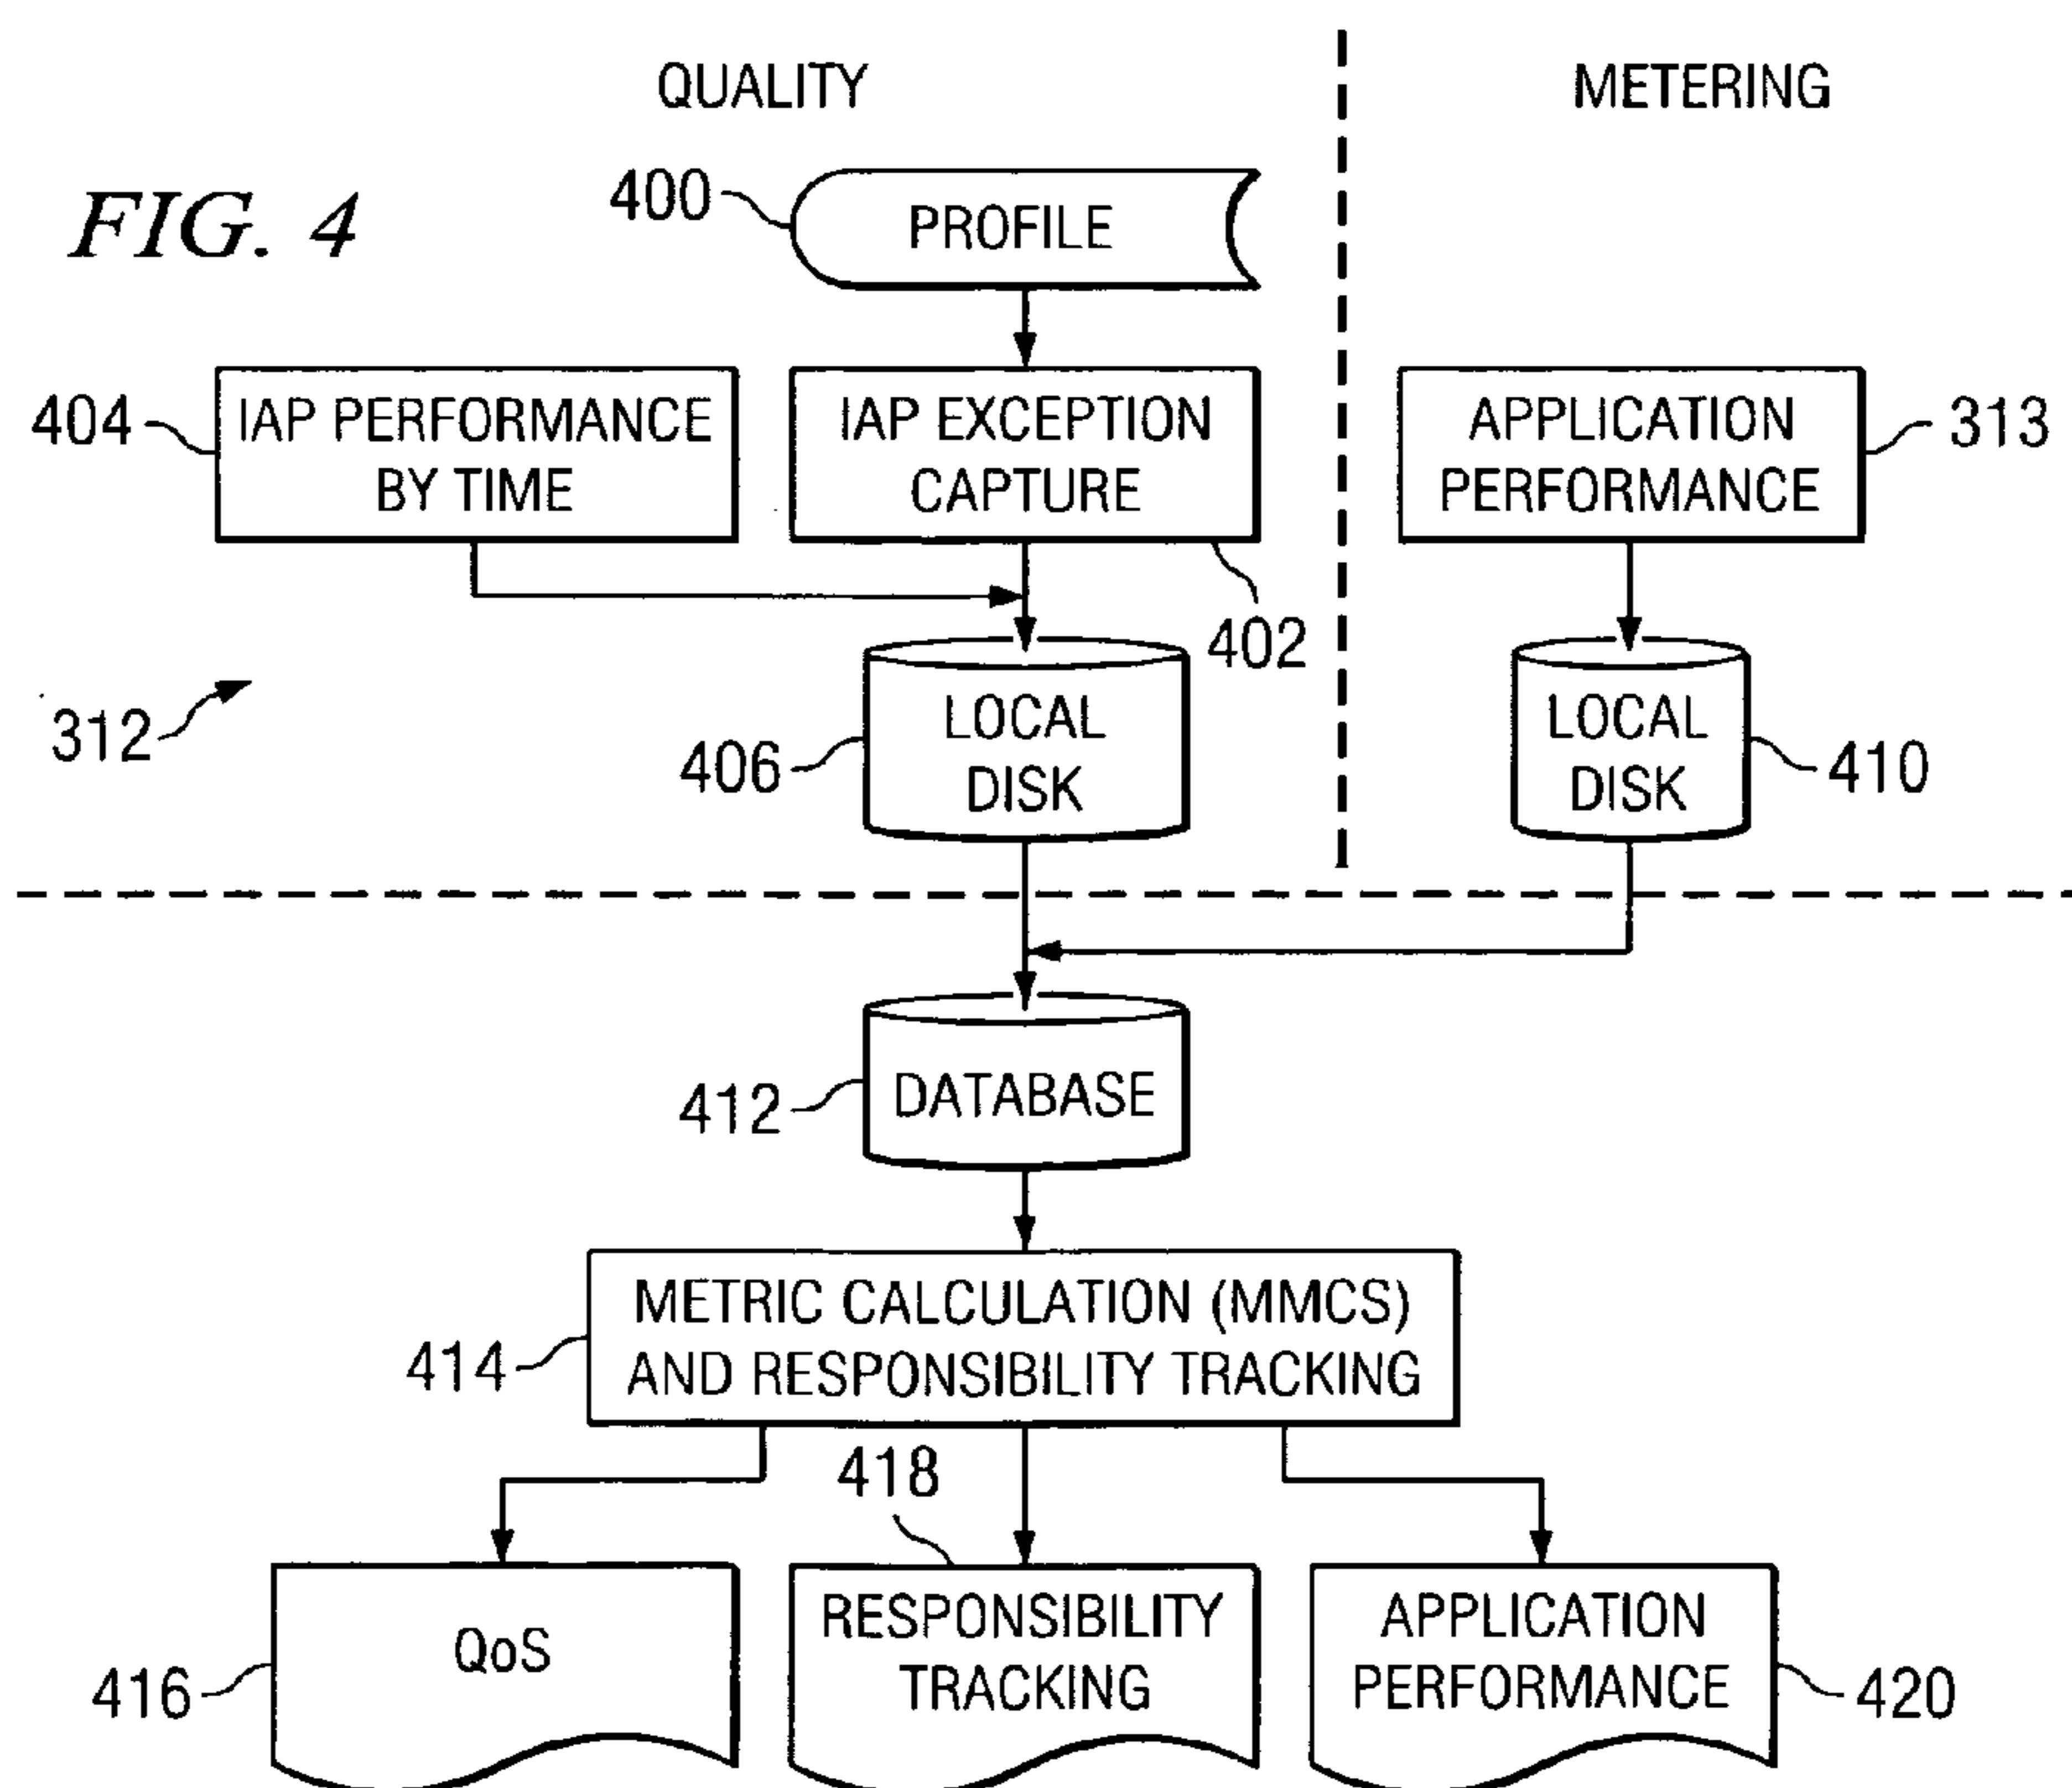 QUALITY
METERING
FIG. 4
400
PROFILE
404
IAP PERFORMANCE
BY TIME
IAP EXCEPTION
CAPTURE
402
APPLICATION
PERFORMANCE
313
312
406
LOCAL
DISK
LOCAL
DISK
410
412
DATABASE
414
METRIC CALCULATION (MMCS)
AND RESPONSIBILITY TRACKING
418
416
QoS
RESPONSIBILITY
TRACKING
APPLICATION
PERFORMANCE
420